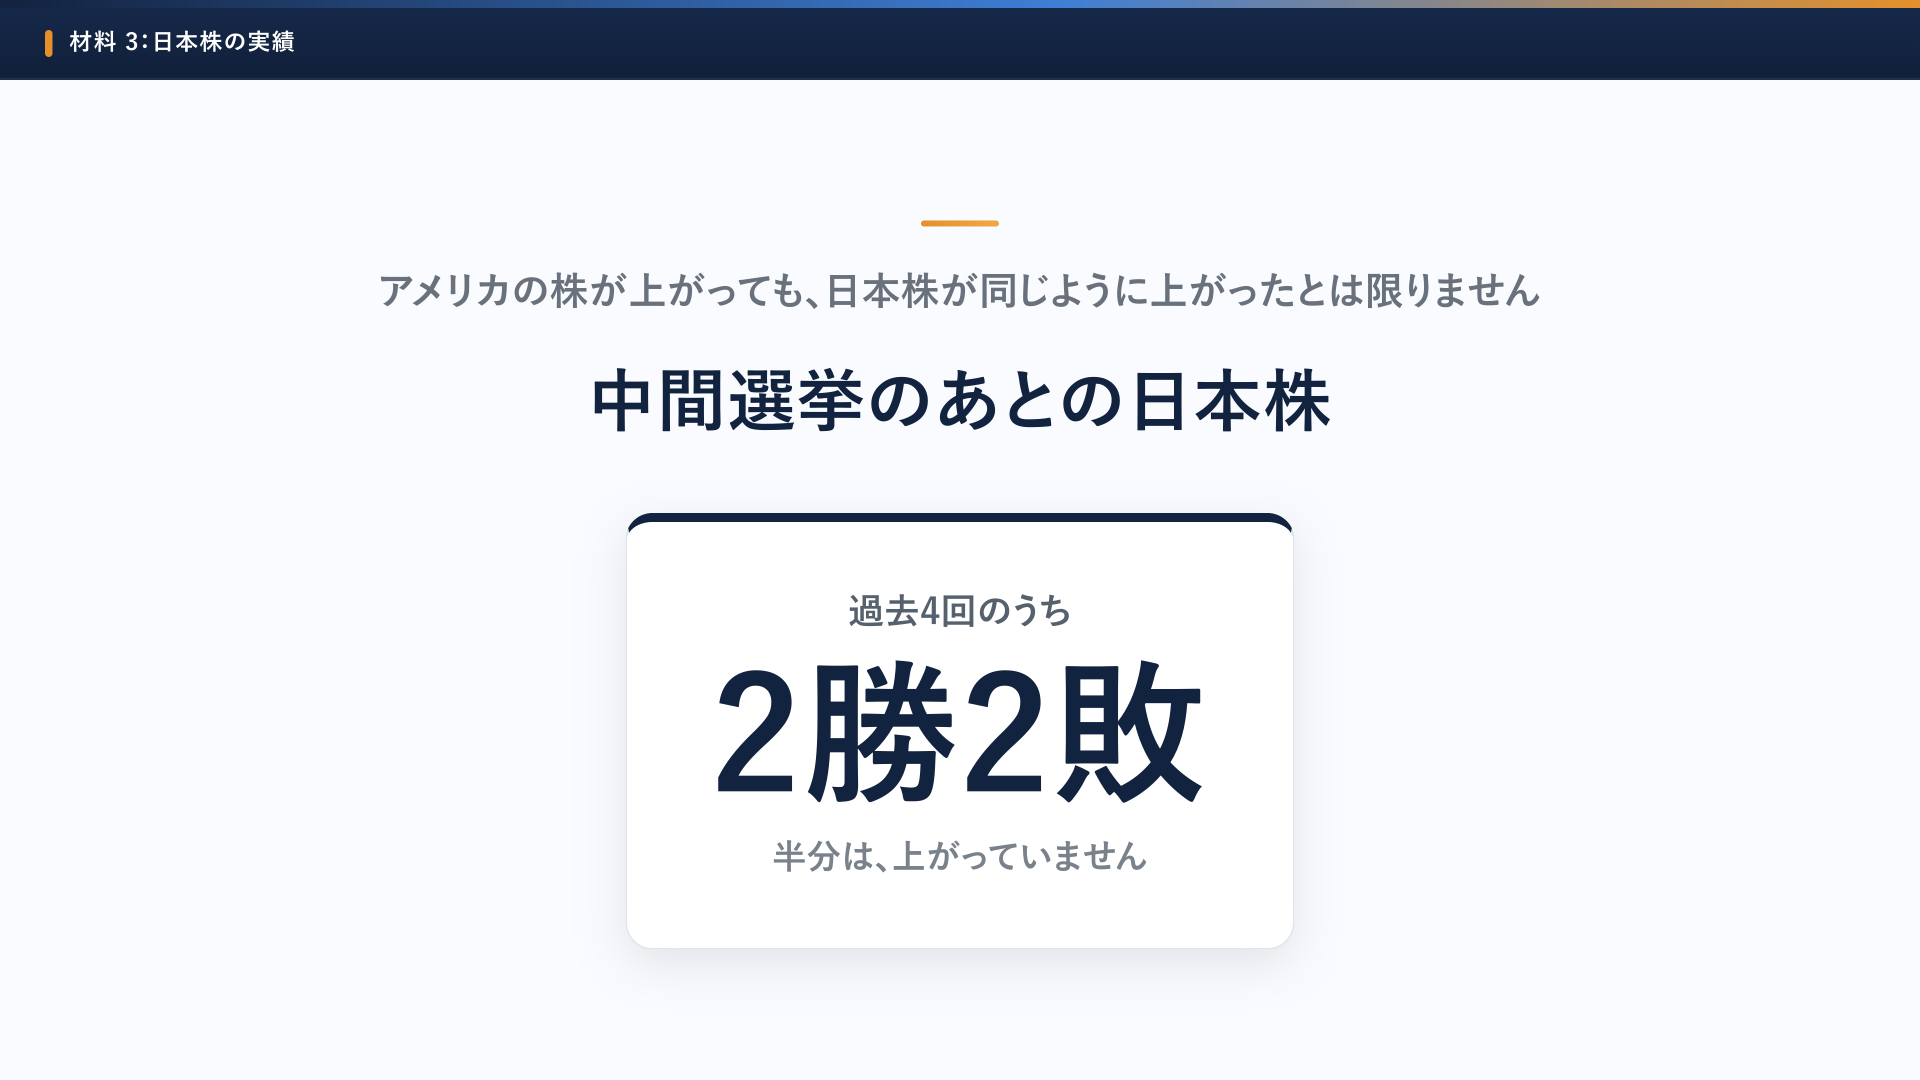 材料 3：日本株の実績
アメリカの株が上がっても、日本株が同じように上がったとは限りません
中間選挙のあとの日本株
過去4回のうち
2勝2敗
半分は、上がっていません